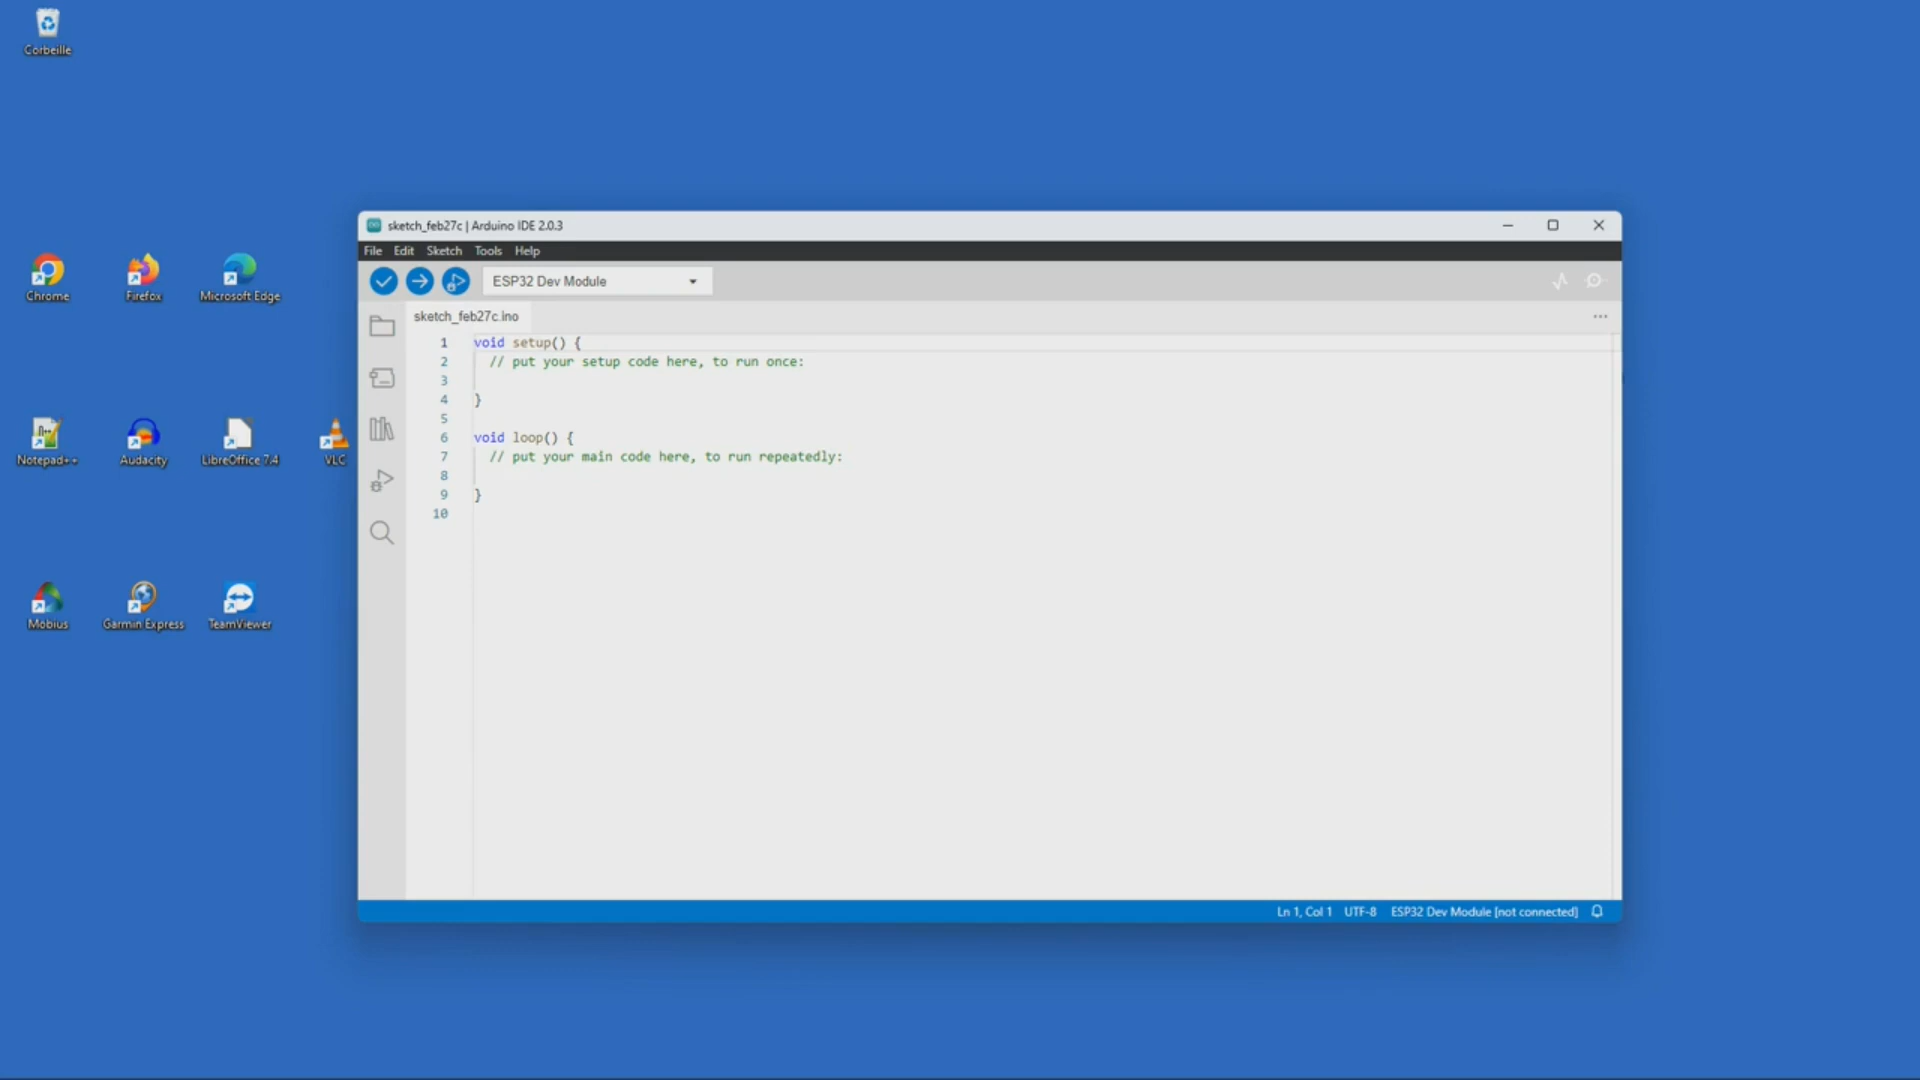 Corbeille
Chrome
Firefox
Microsoft Edge
Notepad++
Audacity
LibreOffice 7.4
VLC
Mobius
Garmin Express
TeamViewer
sketch_feb27c | Arduino IDE 2.0.3
File Edit Sketch Tools Help
ESP32 Dev Module
sketch_feb27c.ino
1 void setup() {
2 // put your setup code here, to run once:
3
4 }
5
6 void loop() {
7 // put your main code here, to run repeatedly:
8
9 }
10
Ln 1, Col 1 UTF-8 ESP32 Dev Module [not connected]